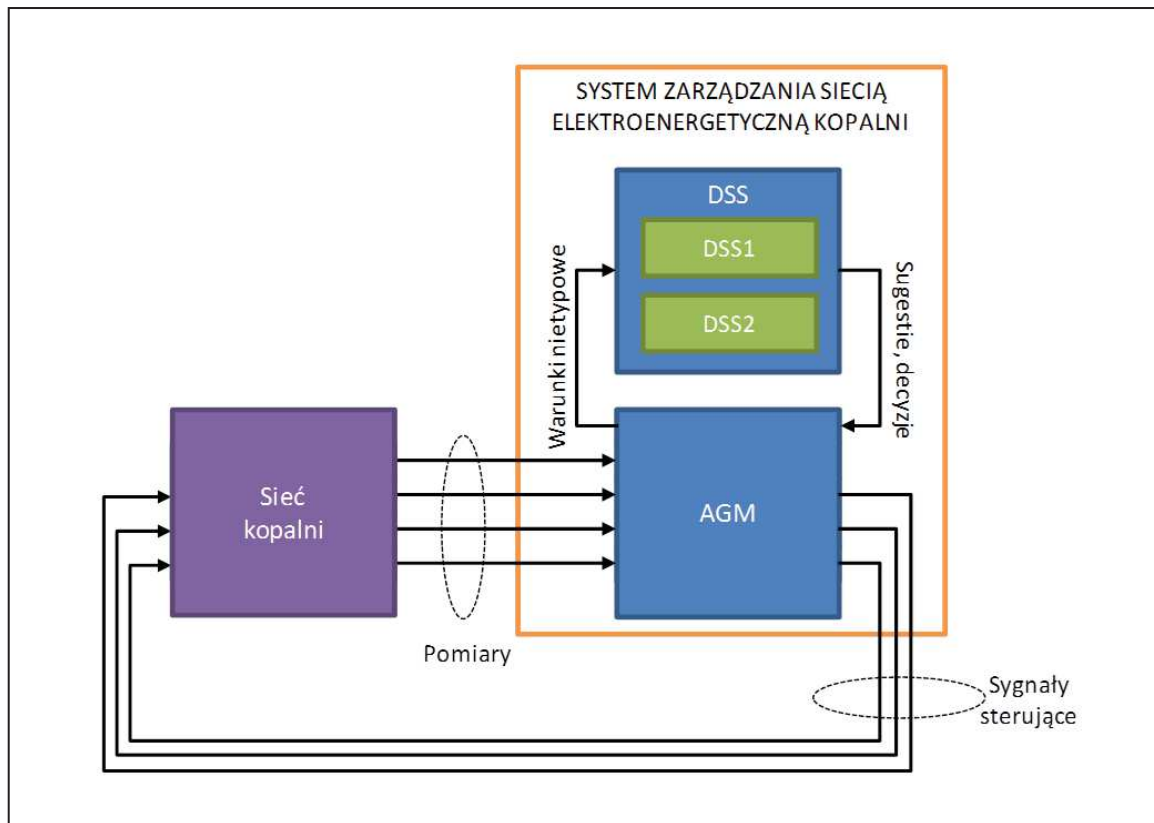 SYSTEM ZARZĄDZANIA SIECIĄ
ELEKTROENERGETYCZNĄ KOPALNI
DSS
DSS1
DSS2
Warunki nietypowe
Sugestie, decyzje
Sieć
kopalni
AGM
Pomiary
Sygnały
sterujące